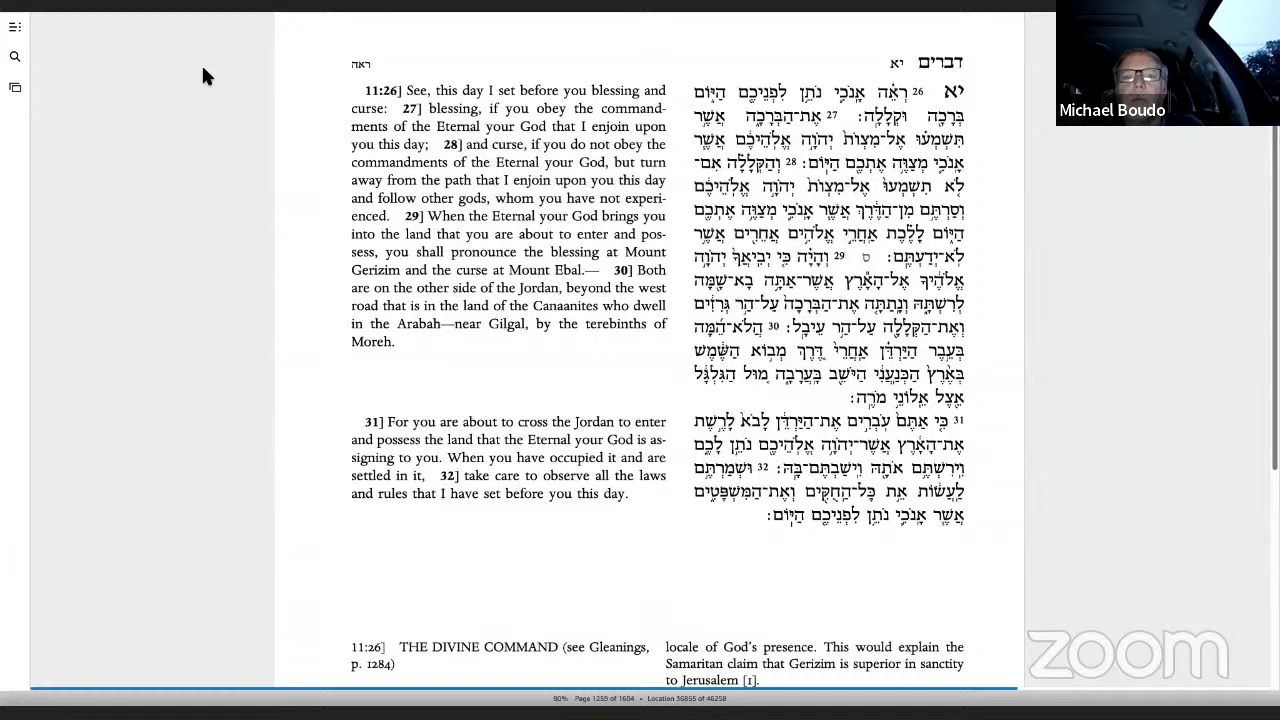 ראה
דברים יא
11:26] See, this day I set before you blessing and
curse: 27] blessing, if you obey the command-
ments of the Eternal your God that I enjoin upon
you this day; 28] and curse, if you do not obey the
commandments of the Eternal your God, but turn
away from the path that I enjoin upon you this day
and follow other gods, whom you have not experi-
enced. 29] When the Eternal your God brings you
into the land that you are about to enter and pos-
sess, you shall pronounce the blessing at Mount
Gerizim and the curse at Mount Ebal.— 30] Both
are on the other side of the Jordan, beyond the west
road that is in the land of the Canaanites who dwell
in the Arabah—near Gilgal, by the terebinths of
Moreh.
31] For you are about to cross the Jordan to enter
and possess the land that the Eternal your God is as-
signing to you. When you have occupied it and are
settled in it, 32] take care to observe all the laws
and rules that I have set before you this day.
יא 26 רְאֵ֗ה אָנֹכִ֛י נֹתֵ֥ן לִפְנֵיכֶ֖ם הַיּ֑וֹם
בְּרָכָ֖ה וּקְלָלָֽה׃ 27 אֶֽת־הַבְּרָכָ֑ה אֲשֶׁ֣ר
תִּשְׁמְע֗וּ אֶל־מִצְוֺת֙ יְהֹוָ֣ה אֱלֹֽהֵיכֶ֔ם אֲשֶׁ֧ר
אָנֹכִ֛י מְצַוֶּ֥ה אֶתְכֶ֖ם הַיּֽוֹם׃ 28 וְהַקְּלָלָ֗ה אִם־
לֹ֤א תִשְׁמְעוּ֙ אֶל־מִצְוֺת֙ יְהֹוָ֣ה אֱלֹֽהֵיכֶ֔ם
וְסַרְתֶּ֣ם מִן־הַדֶּ֔רֶךְ אֲשֶׁ֧ר אָנֹכִ֛י מְצַוֶּ֥ה אֶתְכֶ֖ם
הַיּ֑וֹם לָלֶ֗כֶת אַחֲרֵ֛י אֱלֹהִ֥ים אֲחֵרִ֖ים אֲשֶׁ֥ר
לֹֽא־יְדַעְתֶּֽם׃ ס 29 וְהָיָ֗ה כִּ֤י יְבִֽיאֲךָ֙ יְהֹוָ֣ה
אֱלֹהֶ֔יךָ אֶל־הָאָ֕רֶץ אֲשֶׁר־אַתָּ֥ה בָא־שָׁ֖מָּה
לְרִשְׁתָּ֑הּ וְנָתַתָּ֤ה אֶת־הַבְּרָכָה֙ עַל־הַ֣ר גְּרִזִ֔ים
וְאֶת־הַקְּלָלָ֖ה עַל־הַ֥ר עֵיבָֽל׃ 30 הֲלֹא־הֵ֜מָּה
בְּעֵ֣בֶר הַיַּרְדֵּ֗ן אַֽחֲרֵי֙ דֶּ֚רֶךְ מְב֣וֹא הַשֶּׁ֔מֶשׁ
בְּאֶ֙רֶץ֙ הַֽכְּנַעֲנִ֔י הַיֹּשֵׁ֖ב בָּעֲרָבָ֑ה מ֚וּל הַגִּלְגָּ֔ל
אֵ֖צֶל אֵלוֹנֵ֥י מֹרֶֽה׃
31 כִּ֤י אַתֶּם֙ עֹבְרִ֣ים אֶת־הַיַּרְדֵּ֔ן לָבֹא֙ לָרֶ֣שֶׁת
אֶת־הָאָ֔רֶץ אֲשֶׁר־יְהֹוָ֥ה אֱלֹהֵיכֶ֖ם נֹתֵ֣ן לָכֶ֑ם
וִֽירִשְׁתֶּ֥ם אֹתָ֖הּ וִֽישַׁבְתֶּם־בָּֽהּ׃ 32 וּשְׁמַרְתֶּ֣ם
לַעֲשׂ֔וֹת אֵ֥ת כׇּל־הַֽחֻקִּ֖ים וְאֶת־הַמִּשְׁפָּטִ֑ים
אֲשֶׁ֧ר אָנֹכִ֛י נֹתֵ֥ן לִפְנֵיכֶ֖ם הַיּֽוֹם׃
11:26] THE DIVINE COMMAND (see Gleanings,
p. 1284)
locale of God's presence. This would explain the
Samaritan claim that Gerizim is superior in sanctity
to Jerusalem [1].
80% Page 1259 of 1604 • Location 36855 of 46258
Michael Boudo
zoom